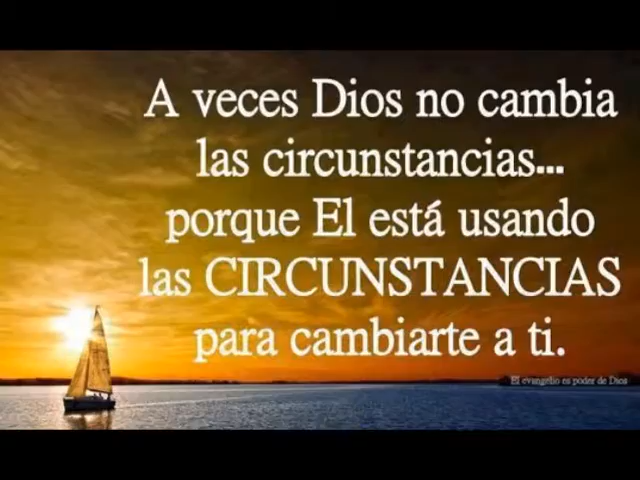 A veces Dios no cambia
las circunstancias...
porque El está usando
las CIRCUNSTANCIAS
para cambiarte a ti.
El evangelio es poder de Dios